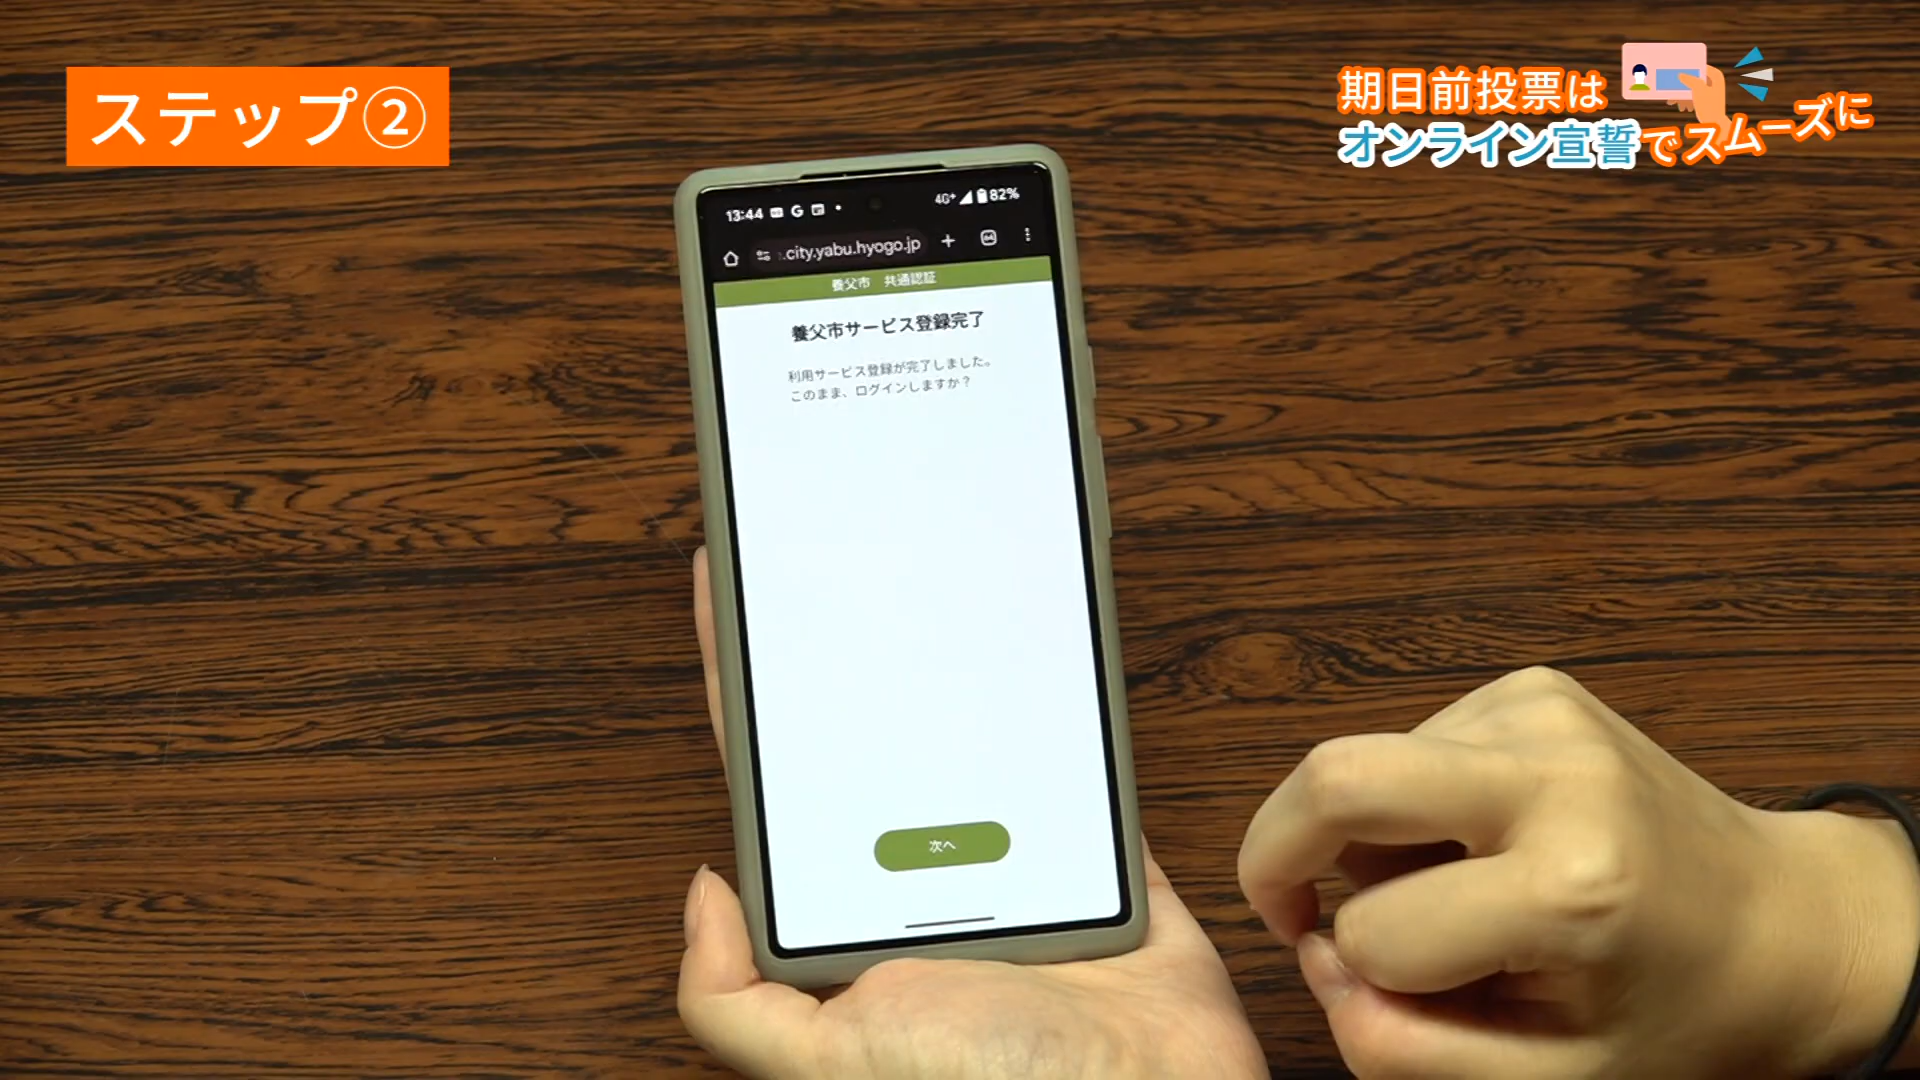 ステップ②
期日前投票は
オンライン宣誓でスムーズに
13:44
4G+ 82%
.city.yabu.hyogo.jp
養父市 共通認証
養父市サービス登録完了
利用サービス登録が完了しました。
このまま、ログインしますか？
次へ